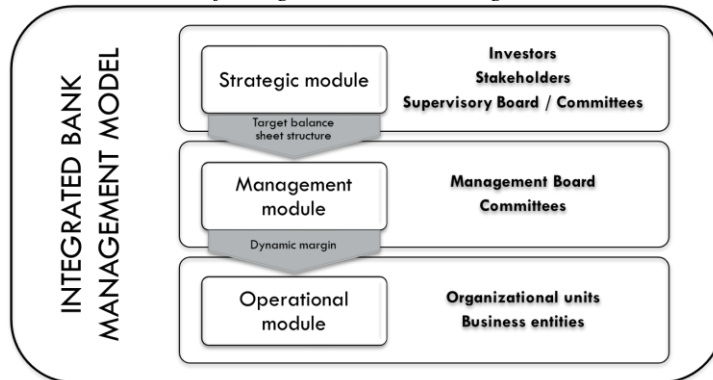 INTEGRATED BANK
MANAGEMENT MODEL
Strategic module
Investors
Stakeholders
Supervisory Board / Committees
Target balance
sheet structure
Management
module
Management Board
Committees
Dynamic margin
Operational
module
Organizational units
Business entities